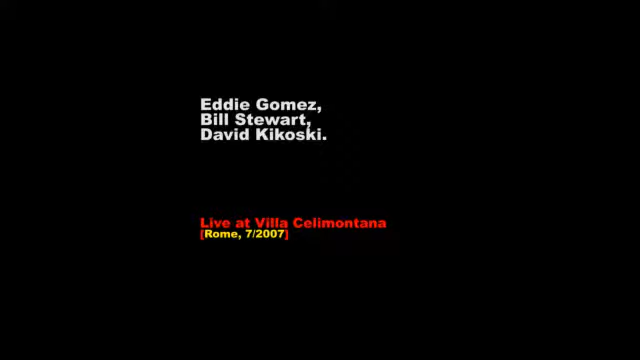 Eddie Gomez,
Bill Stewart,
David Kikoski.
Live at Villa Celimontana
[Rome, 7/2007]